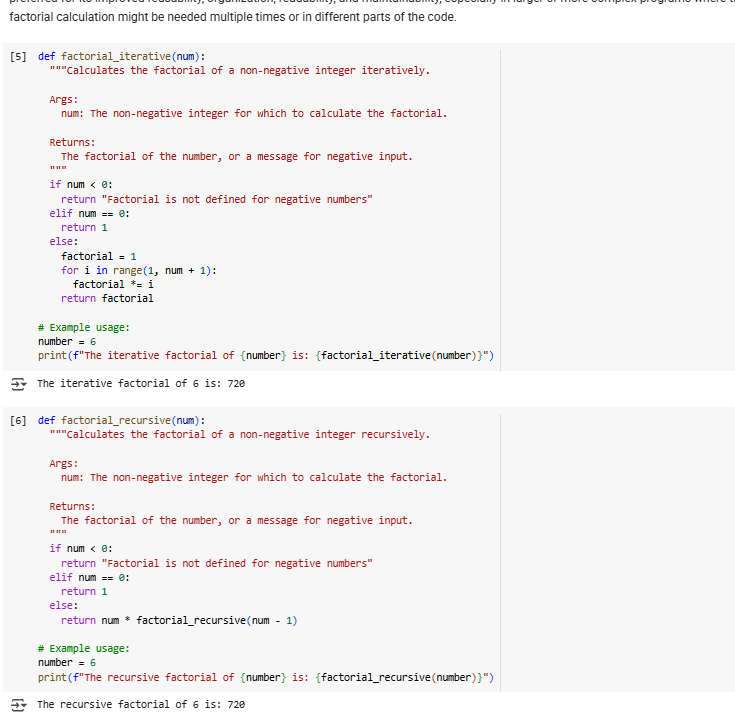 factorial calculation might be needed multiple times or in different parts of the code.
[5] def factorial_iterative(num):
"""Calculates the factorial of a non-negative integer iteratively.
Args:
num: The non-negative integer for which to calculate the factorial.
Returns:
The factorial of the number, or a message for negative input.
"""
if num < 0:
return "Factorial is not defined for negative numbers"
elif num == 0:
return 1
else:
factorial = 1
for i in range(1, num + 1):
factorial *= i
return factorial
# Example usage:
number = 6
print(f"The iterative factorial of {number} is: {factorial_iterative(number)}")
The iterative factorial of 6 is: 720
[6] def factorial_recursive(num):
"""Calculates the factorial of a non-negative integer recursively.
Args:
num: The non-negative integer for which to calculate the factorial.
Returns:
The factorial of the number, or a message for negative input.
"""
if num < 0:
return "Factorial is not defined for negative numbers"
elif num == 0:
return 1
else:
return num * factorial_recursive(num - 1)
# Example usage:
number = 6
print(f"The recursive factorial of {number} is: {factorial_recursive(number)}")
The recursive factorial of 6 is: 720